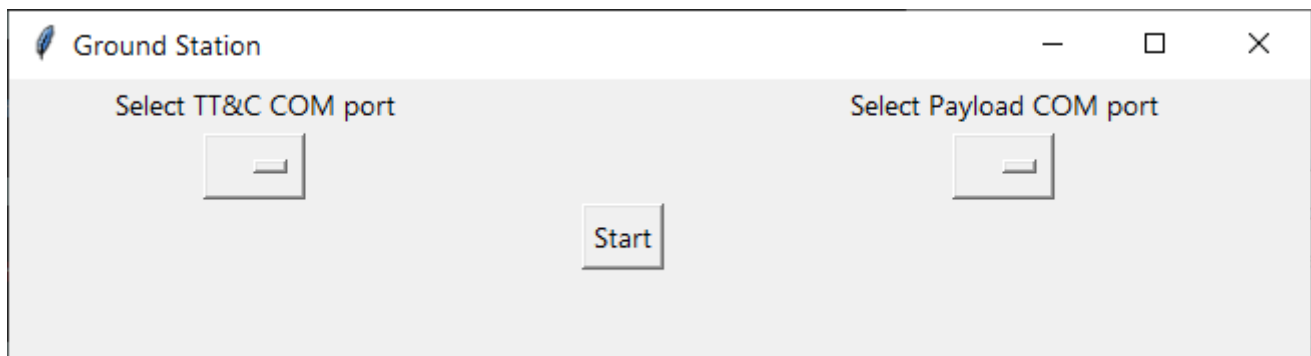 Ground Station
Select TT&C COM port
Select Payload COM port
Start